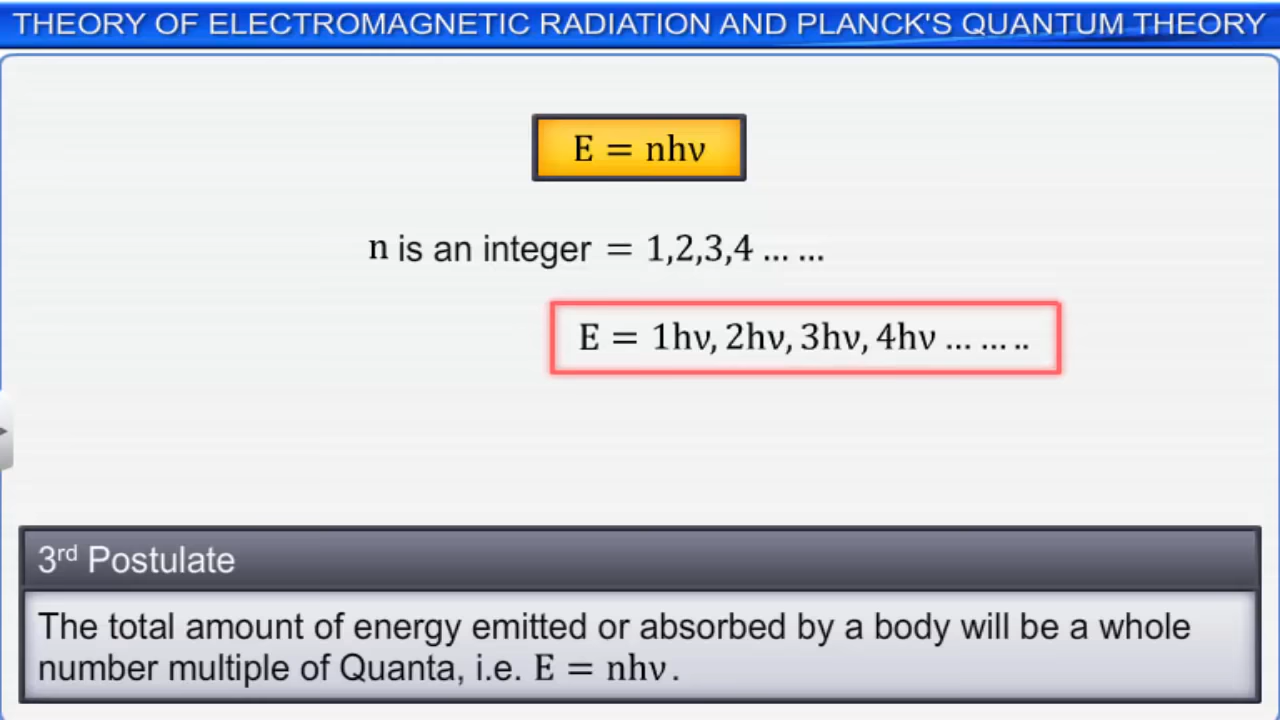 THEORY OF ELECTROMAGNETIC RADIATION AND PLANCK'S QUANTUM THEORY
E = nhν
n is an integer = 1,2,3,4 ... ...
E = 1hν, 2hν, 3hν, 4hν ... ... ..
3rd Postulate
The total amount of energy emitted or absorbed by a body will be a whole
number multiple of Quanta, i.e. E = nhν.